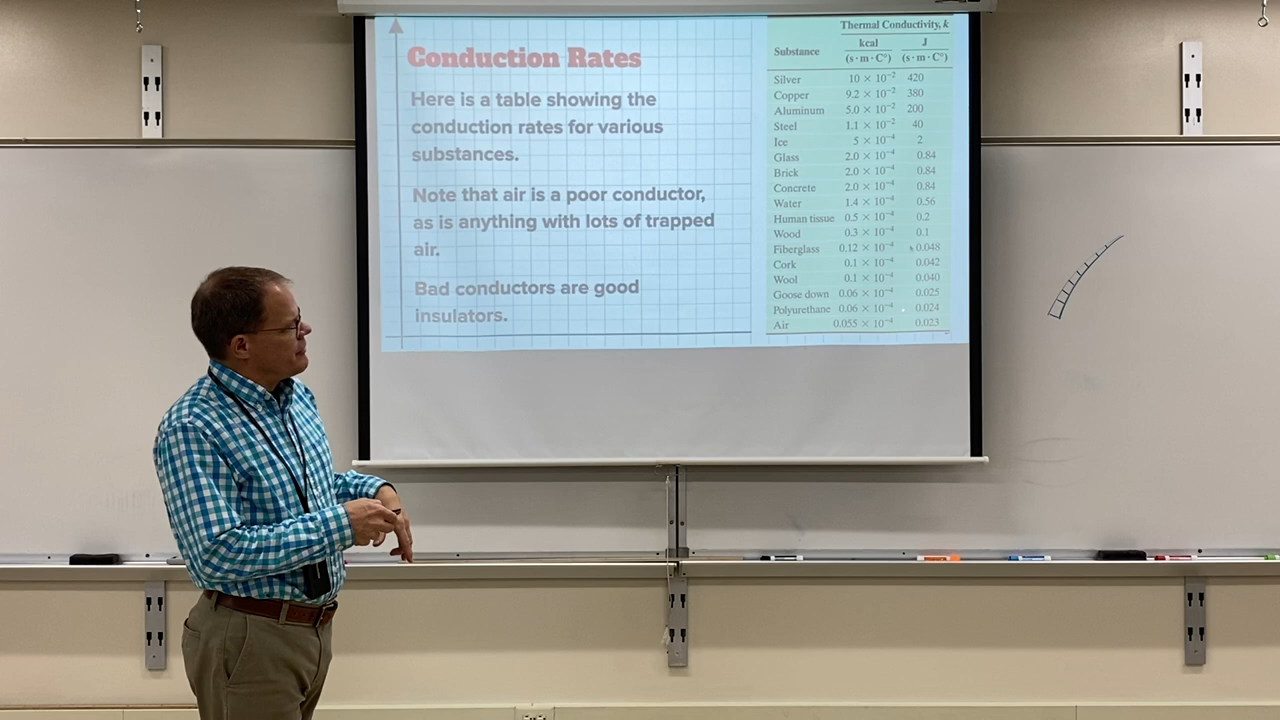 Conduction Rates
Here is a table showing the
conduction rates for various
substances.
Note that air is a poor conductor,
as is anything with lots of trapped
air.
Bad conductors are good
insulators.
Thermal Conductivity, k
Substance
kcal
(s · m · C°)
J
(s · m · C°)
Silver 10 × 10⁻² 420
Copper 9.2 × 10⁻² 380
Aluminum 5.0 × 10⁻² 200
Steel 1.1 × 10⁻² 40
Ice 5 × 10⁻⁴ 2
Glass 2.0 × 10⁻⁴ 0.84
Brick 2.0 × 10⁻⁴ 0.84
Concrete 2.0 × 10⁻⁴ 0.84
Water 1.4 × 10⁻⁴ 0.56
Human tissue 0.5 × 10⁻⁴ 0.2
Wood 0.3 × 10⁻⁴ 0.1
Fiberglass 0.12 × 10⁻⁴ 0.048
Cork 0.1 × 10⁻⁴ 0.042
Wool 0.1 × 10⁻⁴ 0.040
Goose down 0.06 × 10⁻⁴ 0.025
Polyurethane 0.06 × 10⁻⁴ 0.024
Air 0.055 × 10⁻⁴ 0.023